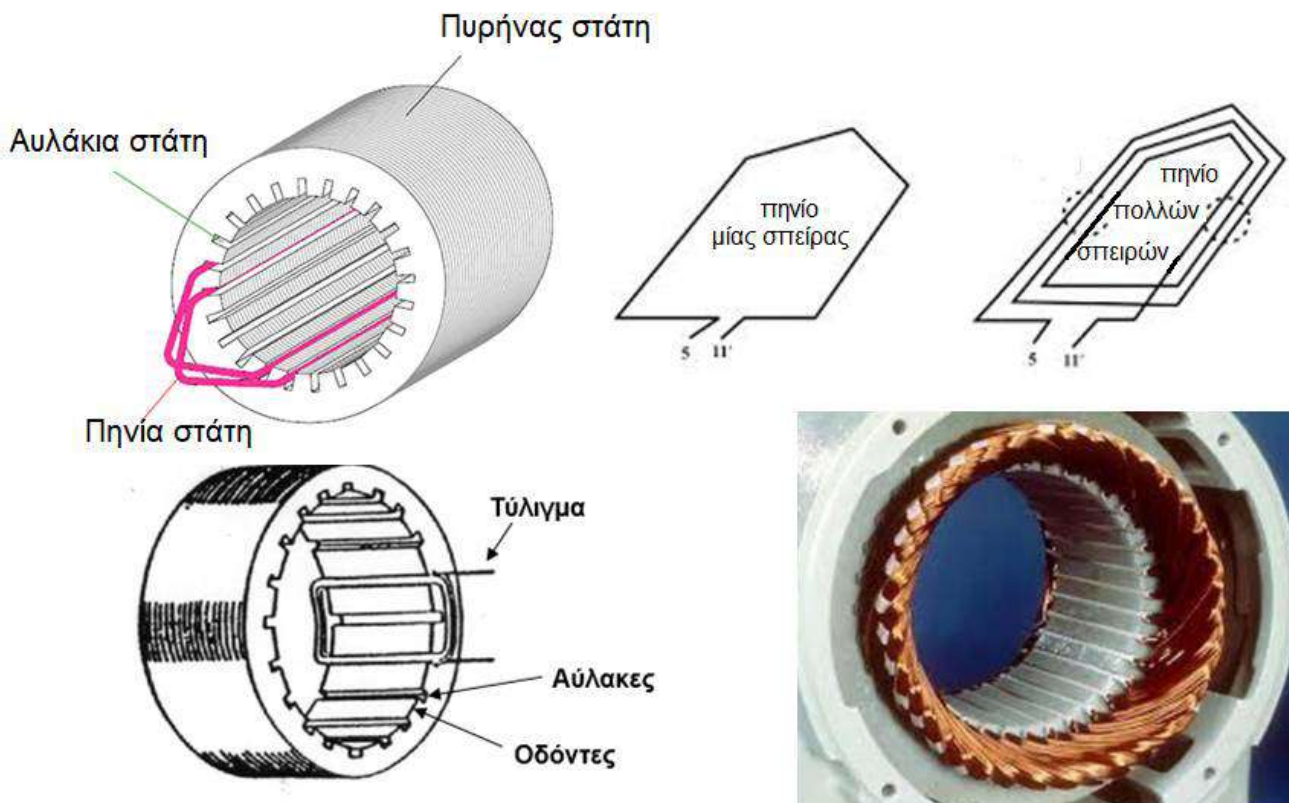 Πυρήνας στάτη
Αυλάκια στάτη
Πηνία στάτη
πηνίο
μίας σπείρας
5 11'
πηνίο
πολλών
σπειρών
5 11'
Τύλιγμα
Αύλακες
Οδόντες